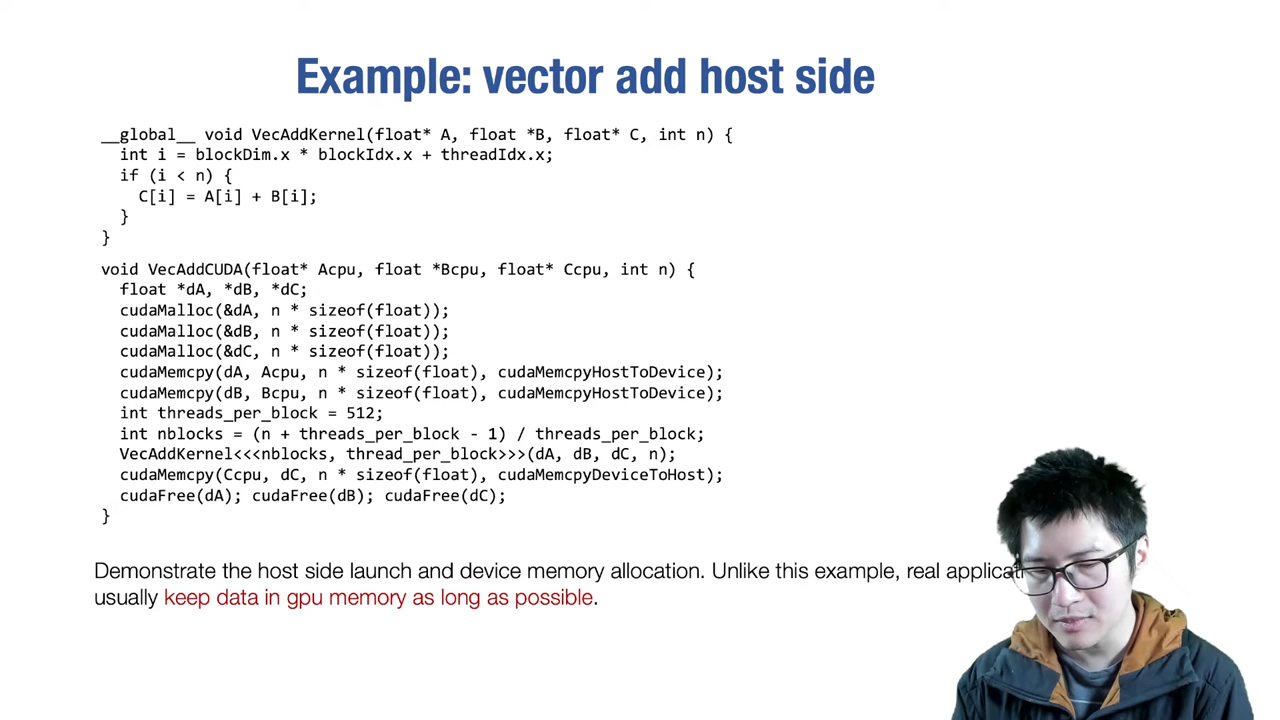 Example: vector add host side
__global__ void VecAddKernel(float* A, float *B, float* C, int n) {
int i = blockDim.x * blockIdx.x + threadIdx.x;
if (i < n) {
C[i] = A[i] + B[i];
}
}
void VecAddCUDA(float* Acpu, float *Bcpu, float* Ccpu, int n) {
float *dA, *dB, *dC;
cudaMalloc(&dA, n * sizeof(float));
cudaMalloc(&dB, n * sizeof(float));
cudaMalloc(&dC, n * sizeof(float));
cudaMemcpy(dA, Acpu, n * sizeof(float), cudaMemcpyHostToDevice);
cudaMemcpy(dB, Bcpu, n * sizeof(float), cudaMemcpyHostToDevice);
int threads_per_block = 512;
int nblocks = (n + threads_per_block - 1) / threads_per_block;
VecAddKernel<<<nblocks, thread_per_block>>>(dA, dB, dC, n);
cudaMemcpy(Ccpu, dC, n * sizeof(float), cudaMemcpyDeviceToHost);
cudaFree(dA); cudaFree(dB); cudaFree(dC);
}
Demonstrate the host side launch and device memory allocation. Unlike this example, real
usually keep data in gpu memory as long as possible.